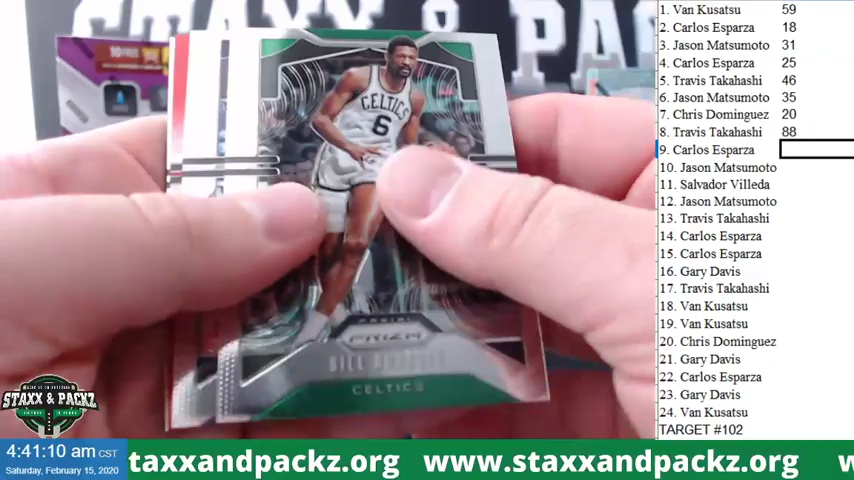 STAXX & PACKZ
CELTICS
6
PANINI
PRIZM
BILL
CELTICS
STAXX & PACKZ
4:41:10 am CST
Saturday, February 15, 2020
taxxandpackz.org www.staxxandpackz.org w
1. Van Kusatsu 59
2. Carlos Esparza 18
3. Jason Matsumoto 31
4. Carlos Esparza 25
5. Travis Takahashi 46
6. Jason Matsumoto 35
7. Chris Dominguez 20
8. Travis Takahashi 88
9. Carlos Esparza
10. Jason Matsumoto
11. Salvador Villeda
12. Jason Matsumoto
13. Travis Takahashi
14. Carlos Esparza
15. Carlos Esparza
16. Gary Davis
17. Travis Takahashi
18. Van Kusatsu
19. Van Kusatsu
20. Chris Dominguez
21. Gary Davis
22. Carlos Esparza
23. Gary Davis
24. Van Kusatsu
TARGET #102